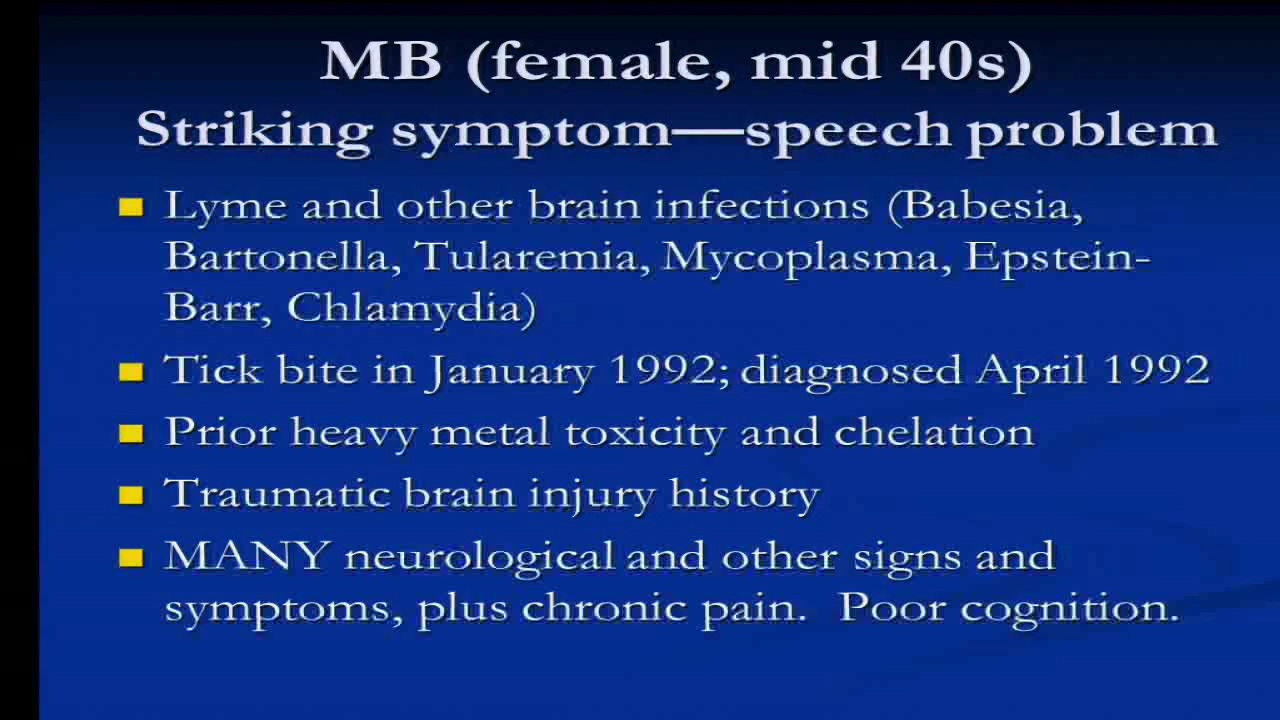 MB (female, mid 40s)
Striking symptom—speech problem
Lyme and other brain infections (Babesia,
Bartonella, Tularemia, Mycoplasma, Epstein-
Barr, Chlamydia)
Tick bite in January 1992; diagnosed April 1992
Prior heavy metal toxicity and chelation
Traumatic brain injury history
MANY neurological and other signs and
symptoms, plus chronic pain.  Poor cognition.